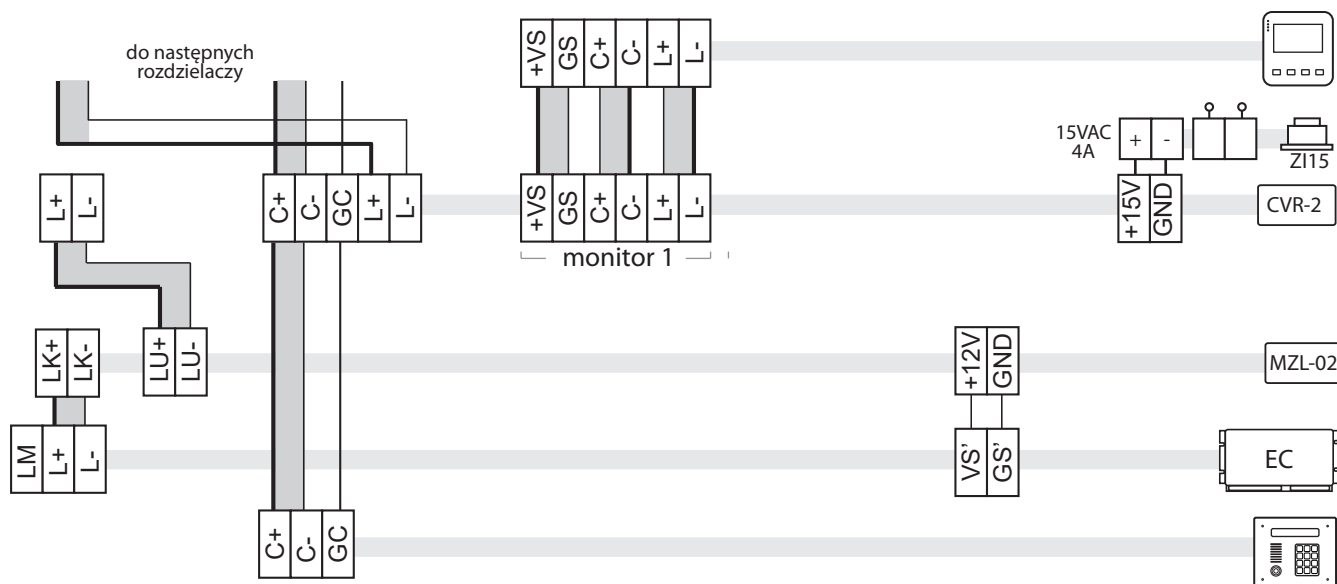 do następnych
rozdzielaczy
+VS GS C+ C- L+ L-
15VAC
4A
+ -
ZI15
L+ L-
C+ C- GC L+ L-
+VS GS C+ C- L+ L-
+15V GND
CVR-2
monitor 1
LK+ LK-
LU+ LU-
+12V GND
MZL-02
LM L+ L-
VS' GS'
EC
C+ C- GC